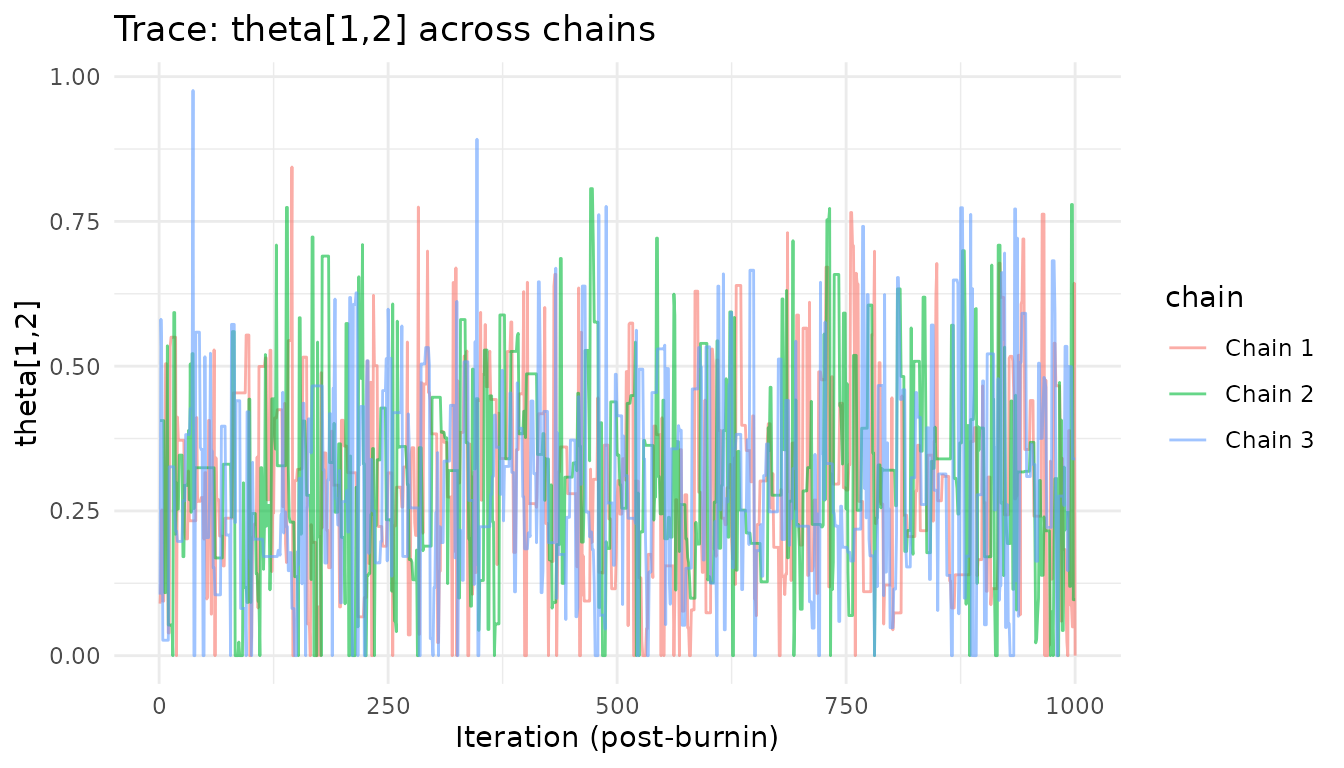 Trace: theta[1,2] across chains
1.00
0.75
0.50
0.25
0.00
theta[1,2]
0 250 500 750 1000
Iteration (post-burnin)
chain
Chain 1
Chain 2
Chain 3